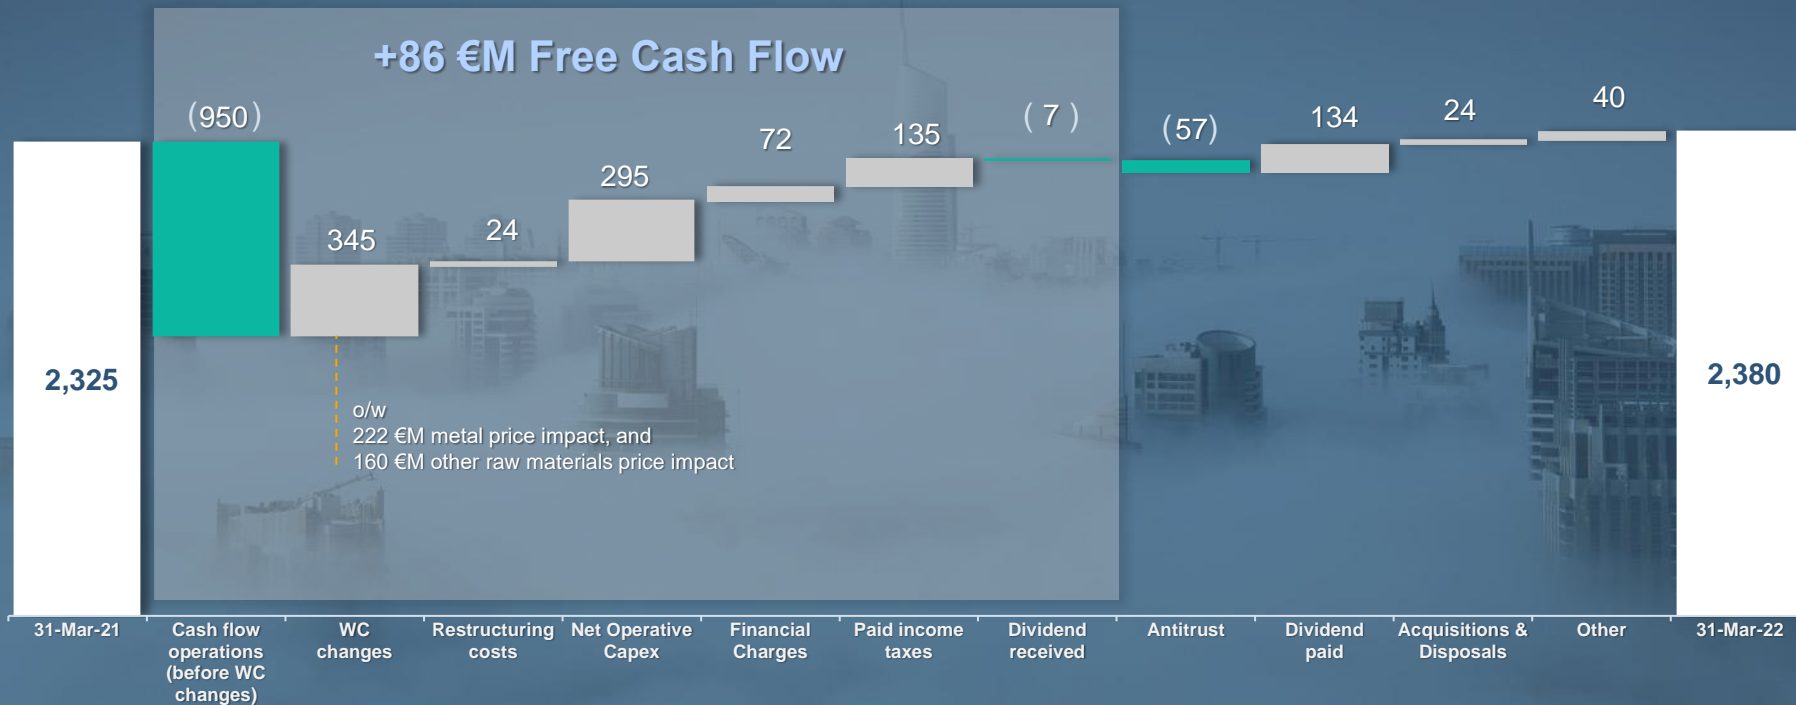 +86 €M Free Cash Flow
(950)
345
24
295
72
135
( 7 )
(57)
134
24
40
2,325
2,380
o/w
222 €M metal price impact, and
160 €M other raw materials price impact
31-Mar-21
Cash flow
operations
(before WC
changes)
WC
changes
Restructuring
costs
Net Operative
Capex
Financial
Charges
Paid income
taxes
Dividend
received
Antitrust
Dividend
paid
Acquisitions &
Disposals
Other
31-Mar-22